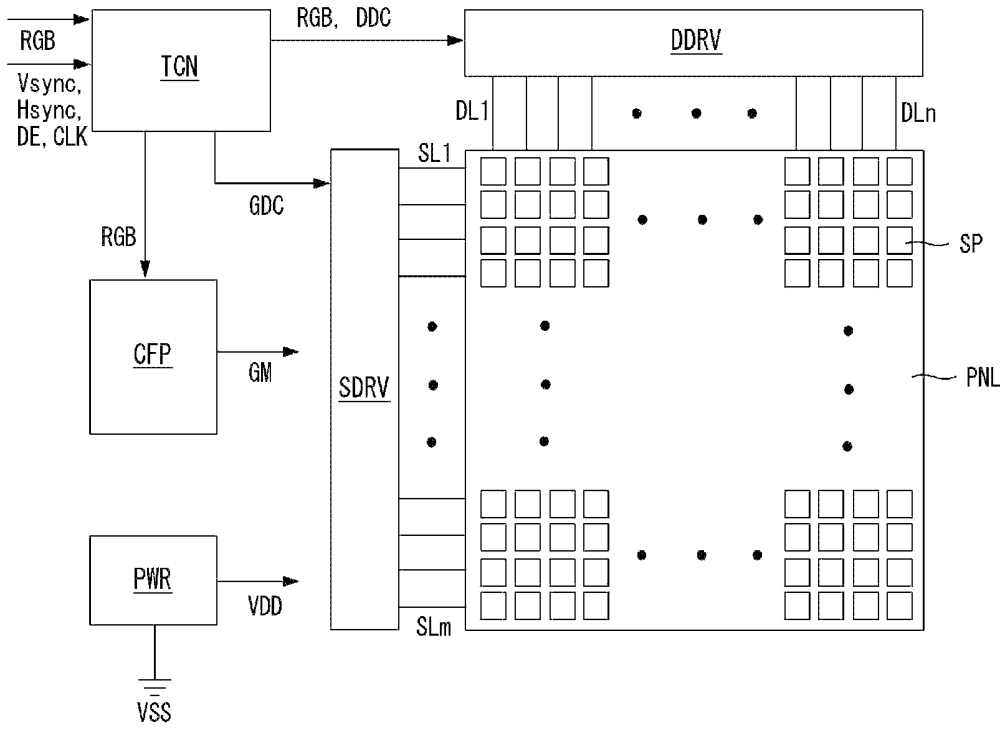 RGB
Vsync,
Hsync,
DE, CLK
TCN
RGB, DDC
DDRV
DL1
DLn
SL1
GDC
RGB
SP
CFP
GM
SDRV
PNL
PWR
VDD
SLm
VSS